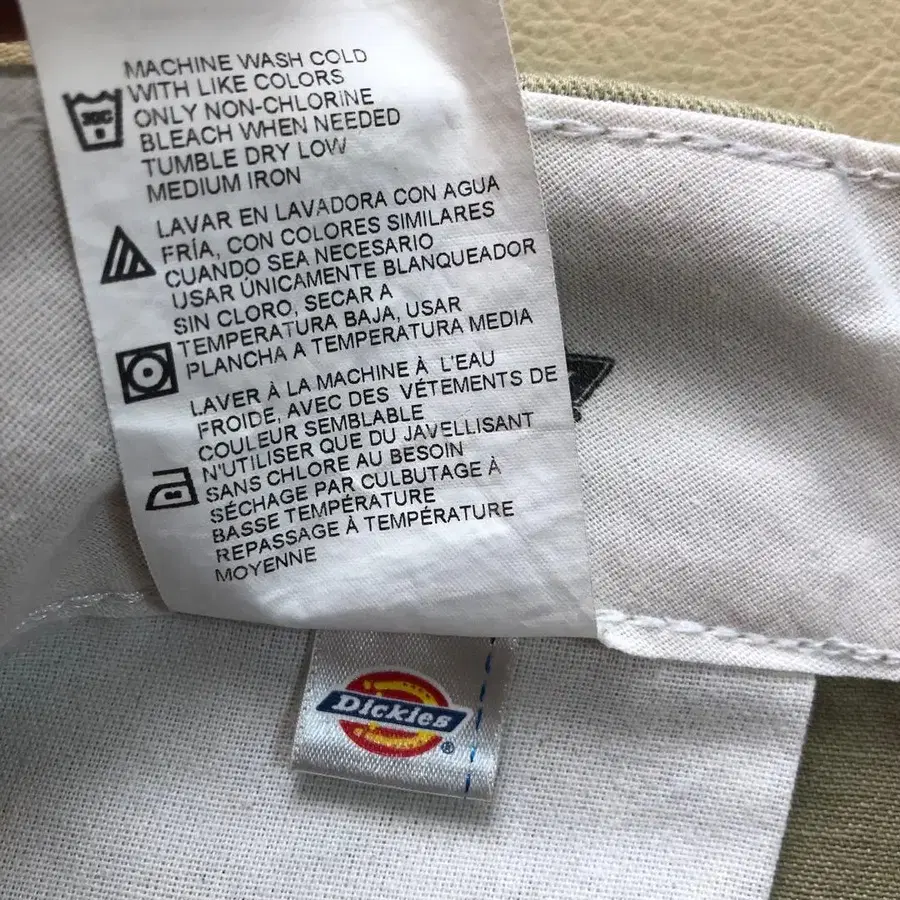 MACHINE WASH COLD
WITH LIKE COLORS
ONLY NON-CHLORINE
BLEACH WHEN NEEDED
TUMBLE DRY LOW
MEDIUM IRON
30C
LAVAR EN LAVADORA CON AGUA
FRÍA, CON COLORES SIMILARES
CUANDO SEA NECESARIO
USAR ÚNICAMENTE BLANQUEADOR
SIN CLORO, SECAR A
TEMPERATURA BAJA, USAR
PLANCHA A TEMPERATURA MEDIA
LAVER À LA MACHINE À L'EAU
FROIDE, AVEC DES VÉTEMENTS DE
COULEUR SEMBLABLE
N'UTILISER QUE DU JAVELLISANT
SANS CHLORE AU BESOIN
SÉCHAGE PAR CULBUTAGE À
BASSE TEMPÉRATURE
REPASSAGE À TEMPÉRATURE
MOYENNE
Dickies®